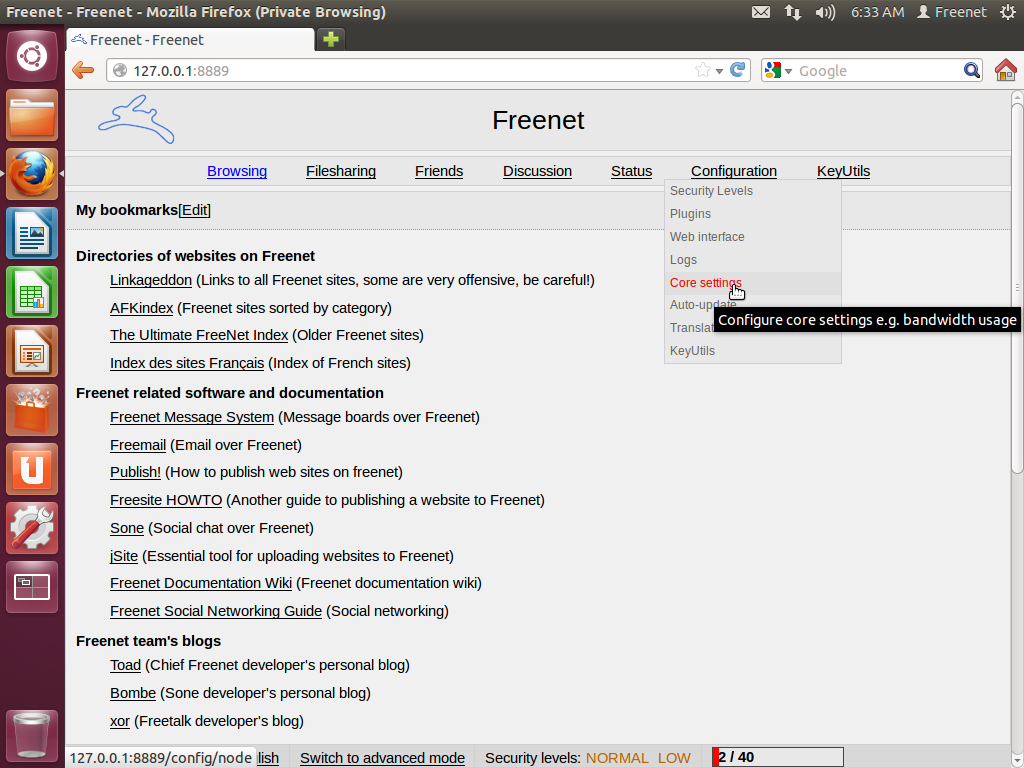 Freenet - Freenet - Mozilla Firefox (Private Browsing)
6:33 AM Freenet
Freenet - Freenet
127.0.0.1:8889
Google
Freenet
Browsing Filesharing Friends Discussion Status Configuration KeyUtils
Security Levels
Plugins
Web interface
Logs
Core settings
Auto-update
Configure core settings e.g. bandwidth usage
KeyUtils
My bookmarks[Edit]
Directories of websites on Freenet
Linkageddon (Links to all Freenet sites, some are very offensive, be careful!)
AFKindex (Freenet sites sorted by category)
The Ultimate FreeNet Index (Older Freenet sites)
Index des sites Français (Index of French sites)
Freenet related software and documentation
Freenet Message System (Message boards over Freenet)
Freemail (Email over Freenet)
Publish! (How to publish web sites on freenet)
Freesite HOWTO (Another guide to publishing a website to Freenet)
Sone (Social chat over Freenet)
jSite (Essential tool for uploading websites to Freenet)
Freenet Documentation Wiki (Freenet documentation wiki)
Freenet Social Networking Guide (Social networking)
Freenet team's blogs
Toad (Chief Freenet developer's personal blog)
Bombe (Sone developer's personal blog)
xor (Freetalk developer's blog)
127.0.0.1:8889/config/node lish Switch to advanced mode Security levels: NORMAL LOW 2 / 40